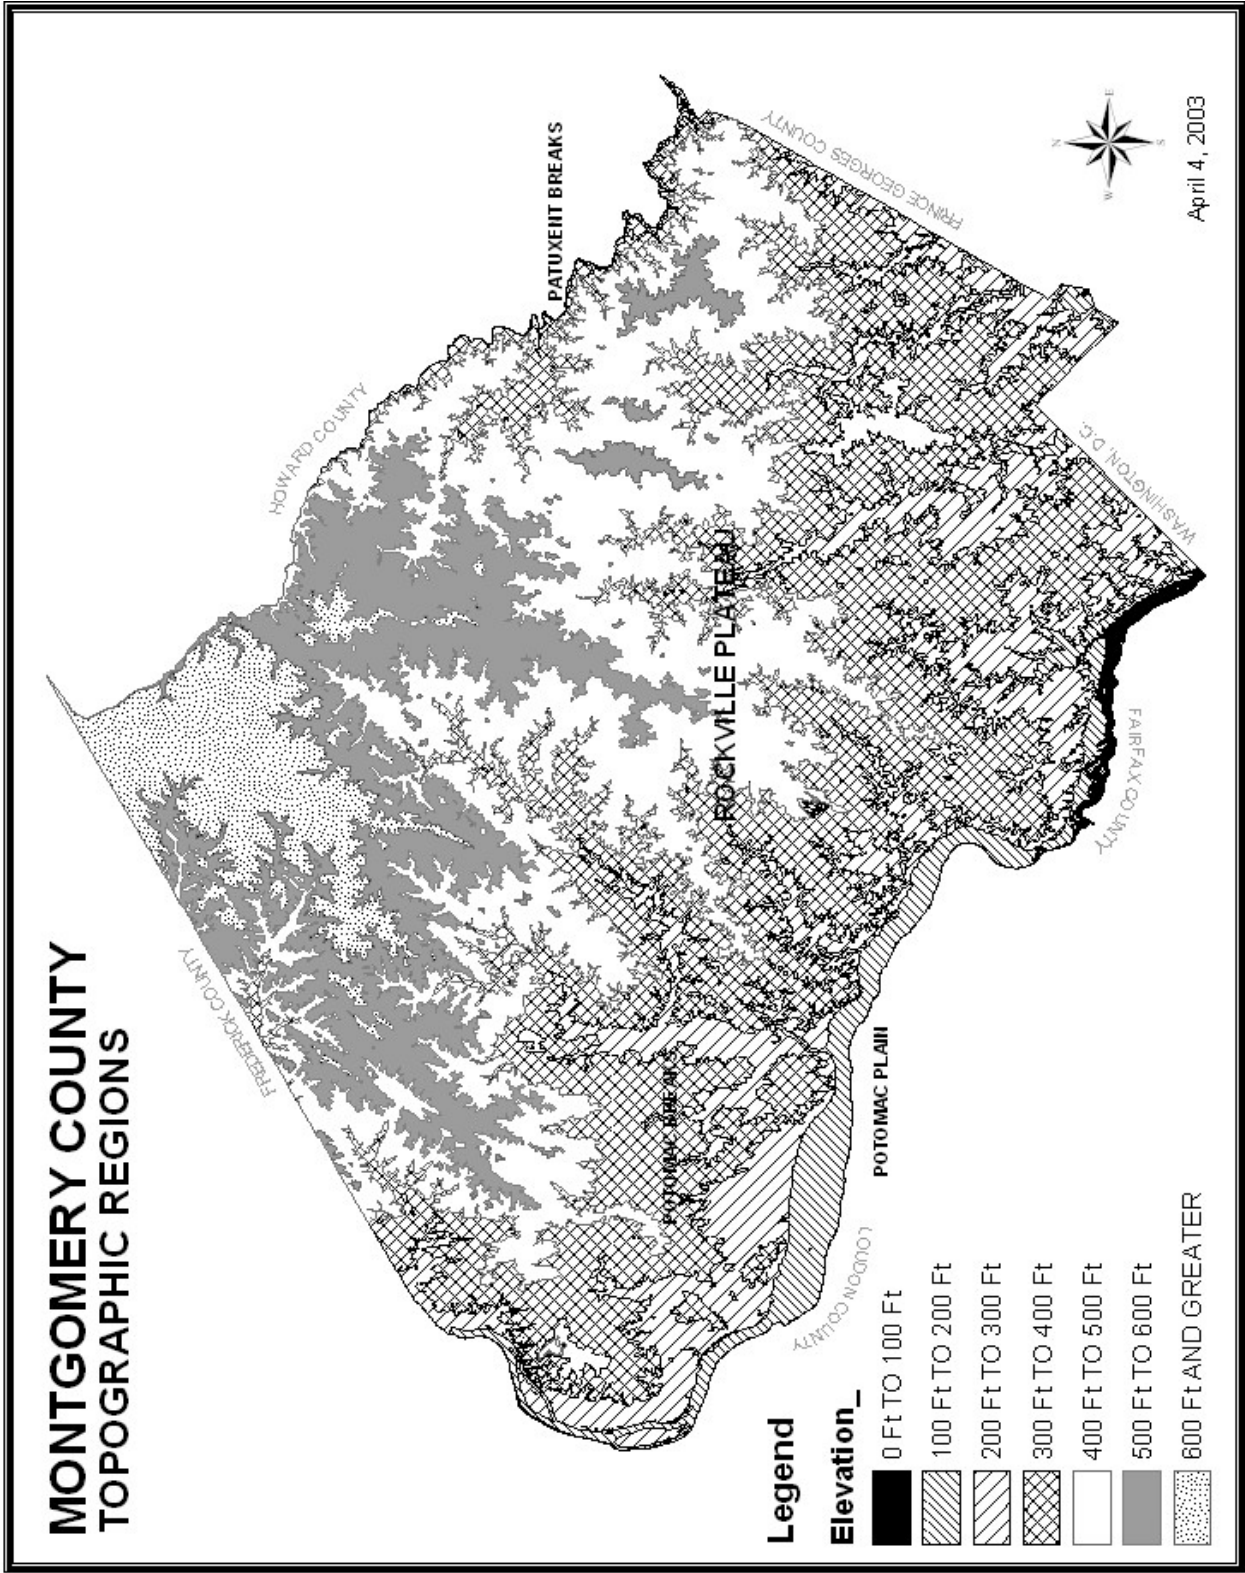 MONTGOMERY COUNTY
TOPOGRAPHIC REGIONS
FREDERICK COUNTY
HOWARD COUNTY
PATUXENT BREAKS
PRINCE GEORGES COUNTY
ROCKVILLE PLATEAU
POTOMAC BREAKS
POTOMAC PLAIN
WASHINGTON, D.C.
FAIRFAX COUNTY
LOUDON COUNTY
N
E
S
W
April 4, 2003
Legend
Elevation_
0 Ft TO 100 Ft
100 Ft TO 200 Ft
200 Ft TO 300 Ft
300 Ft TO 400 Ft
400 Ft TO 500 Ft
500 Ft TO 600 Ft
600 Ft AND GREATER